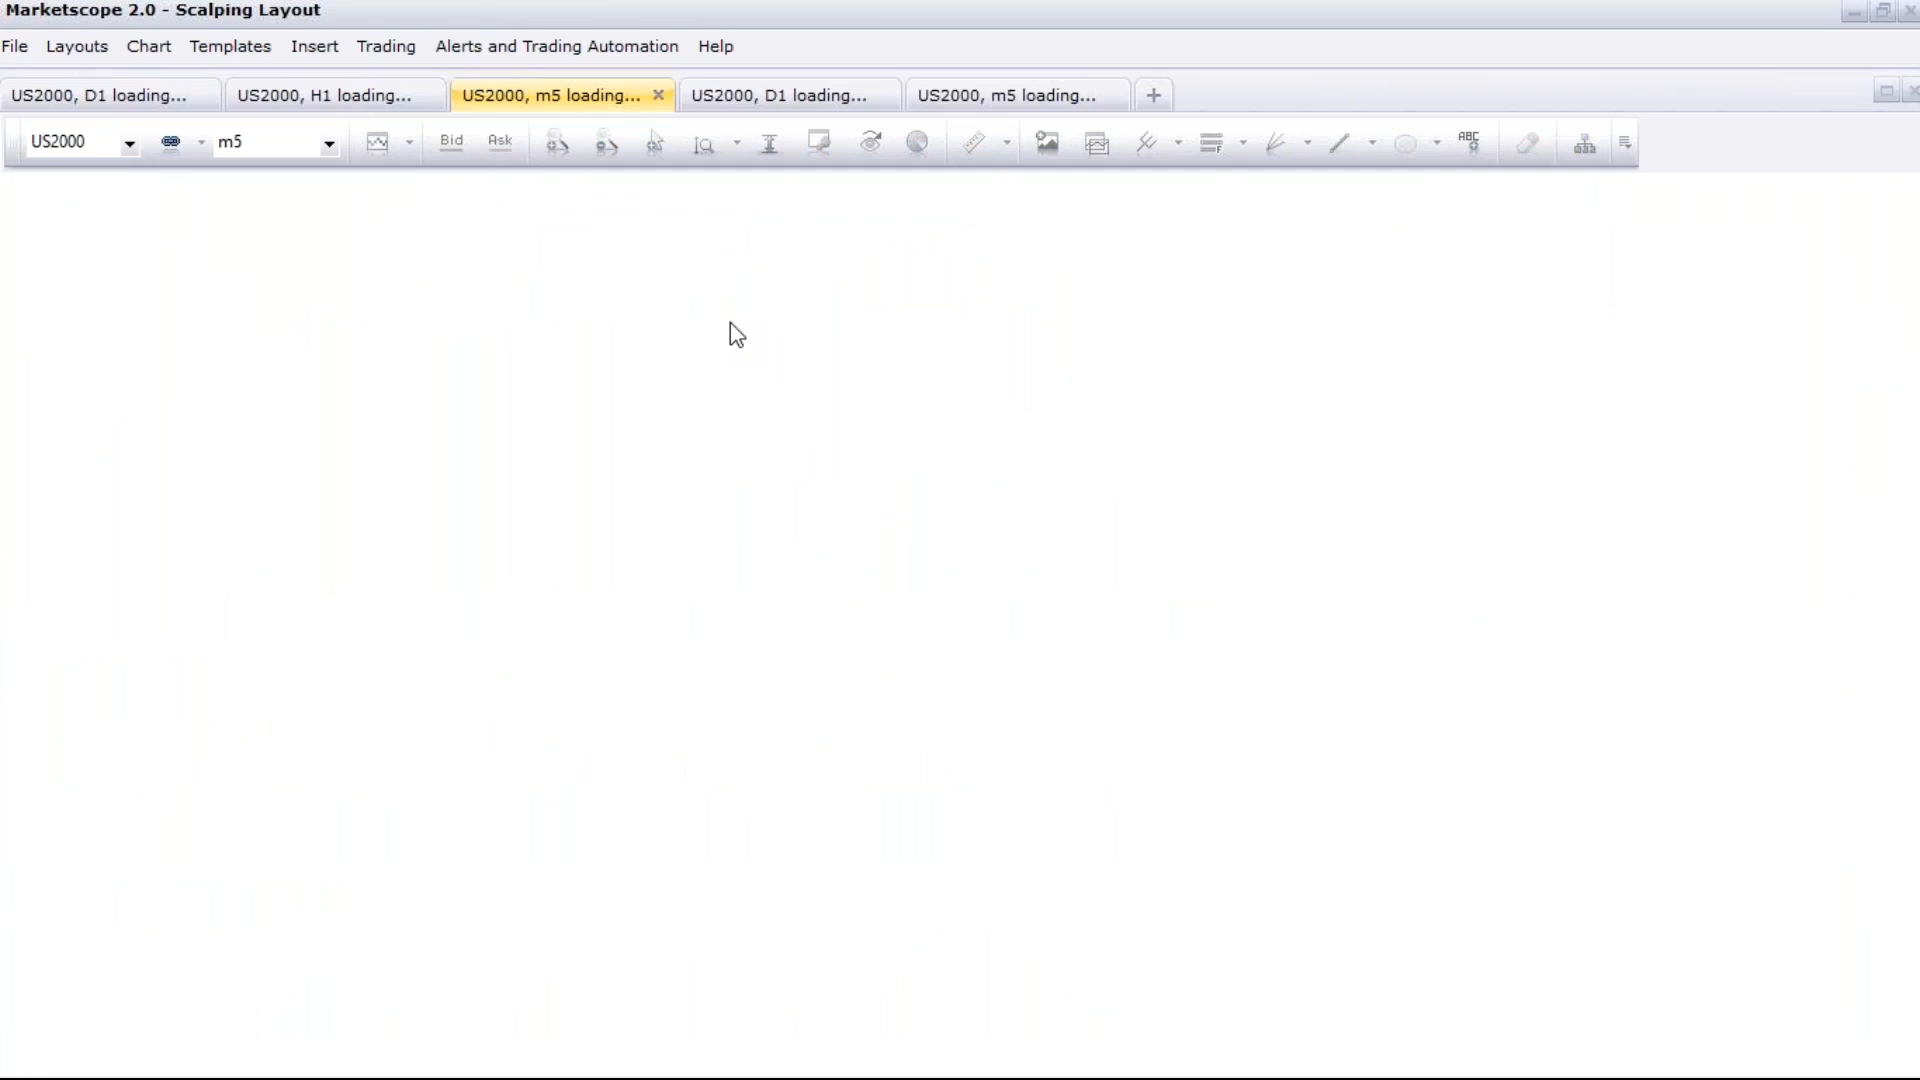 Marketscope 2.0 - Scalping Layout
File Layouts Chart Templates Insert Trading Alerts and Trading Automation Help
US2000, D1 loading... US2000, H1 loading... US2000, m5 loading... US2000, D1 loading... US2000, m5 loading...
US2000 m5 Bid Ask ABC